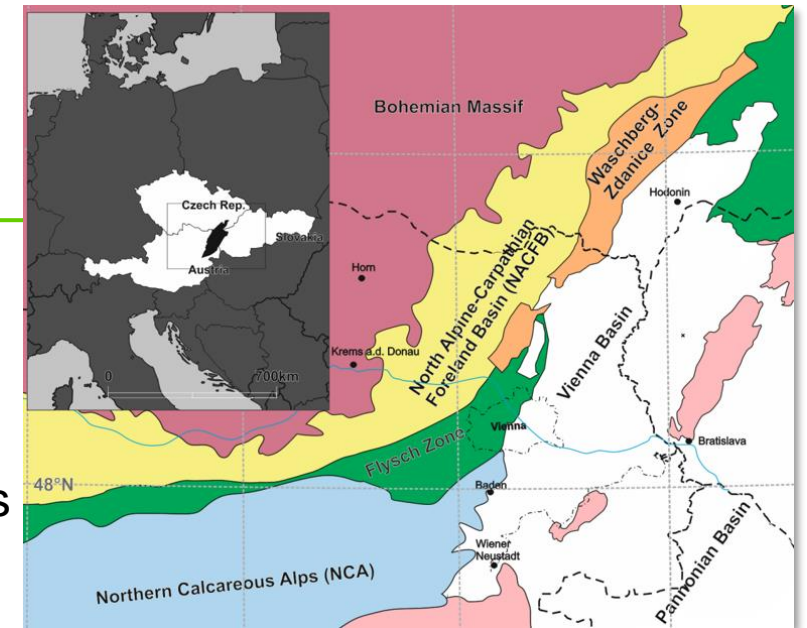 Czech Rep.
Slovakia
Austria
0
700km
Bohemian Massif
Waschberg-
Zdanice Zone
Hodonin
Horn
North Alpine-Carpathian
Foreland Basin (NACFB)
Krems a.d. Donau
Vienna Basin
Vienna
Bratislava
Flysch Zone
48°N
s
Baden
Wiener
Neustadt
Northern Calcareous Alps (NCA)
Pannonian Basin